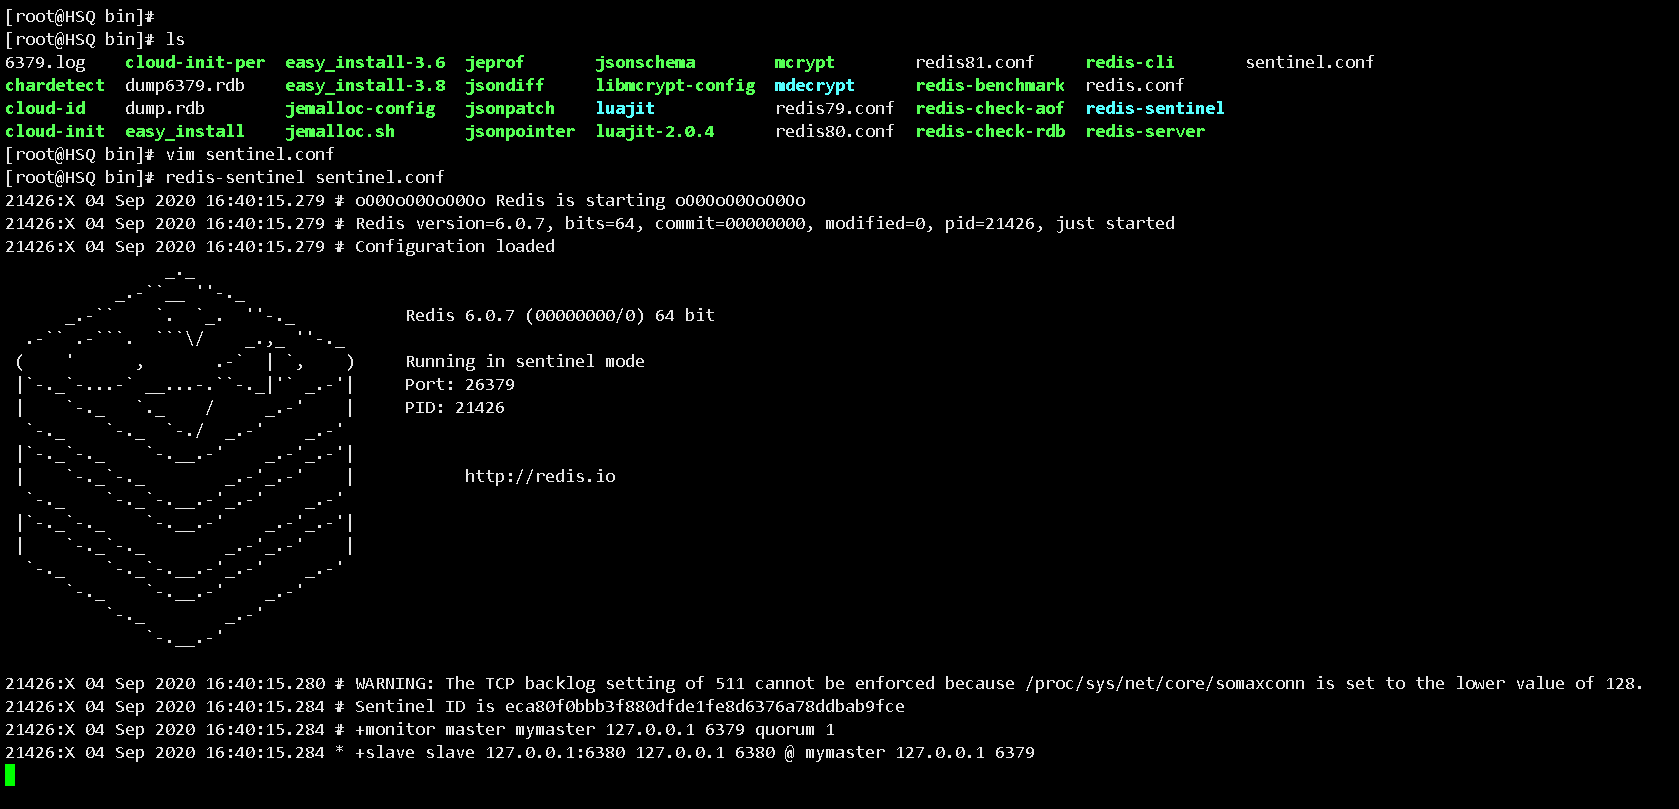 [root@HSQ bin]#
[root@HSQ bin]# ls
6379.log    cloud-init-per  easy_install-3.6  jeprof       jsonschema        mcrypt        redis81.conf     redis-cli       sentinel.conf
chardetect  dump6379.rdb    easy_install-3.8  jsondiff     libmcrypt-config  mdecrypt      redis-benchmark  redis.conf
cloud-id    dump.rdb        jemalloc-config   jsonpatch    luajit            redis79.conf  redis-check-aof  redis-sentinel
cloud-init  easy_install    jemalloc.sh       jsonpointer  luajit-2.0.4      redis80.conf  redis-check-rdb  redis-server
[root@HSQ bin]# vim sentinel.conf
[root@HSQ bin]# redis-sentinel sentinel.conf
21426:X 04 Sep 2020 16:40:15.279 # oO0OoO0OoO0Oo Redis is starting oO0OoO0OoO0Oo
21426:X 04 Sep 2020 16:40:15.279 # Redis version=6.0.7, bits=64, commit=00000000, modified=0, pid=21426, just started
21426:X 04 Sep 2020 16:40:15.279 # Configuration loaded
Redis 6.0.7 (00000000/0) 64 bit
Running in sentinel mode
Port: 26379
PID: 21426
http://redis.io
21426:X 04 Sep 2020 16:40:15.280 # WARNING: The TCP backlog setting of 511 cannot be enforced because /proc/sys/net/core/somaxconn is set to the lower value of 128.
21426:X 04 Sep 2020 16:40:15.284 # Sentinel ID is eca80f0bbb3f880dfde1fe8d6376a78ddbab9fce
21426:X 04 Sep 2020 16:40:15.284 # +monitor master mymaster 127.0.0.1 6379 quorum 1
21426:X 04 Sep 2020 16:40:15.284 * +slave slave 127.0.0.1:6380 127.0.0.1 6380 @ mymaster 127.0.0.1 6379